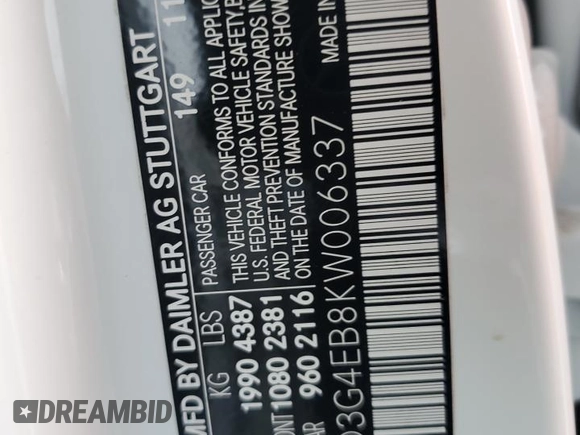 MFD BY DAIMLER AG STUTTGART
149 11
KG LBS PASSENGER CAR
1990 4387 THIS VEHICLE CONFORMS TO ALL APPLIC
1080 2381 U.S. FEDERAL MOTOR VEHICLE SAFETY,B
960 2116 AND THEFT PREVENTION STANDARDS IN
ON THE DATE OF MANUFACTURE SHOW
3G4EB8KW006337 MADE IN
DREAMBID